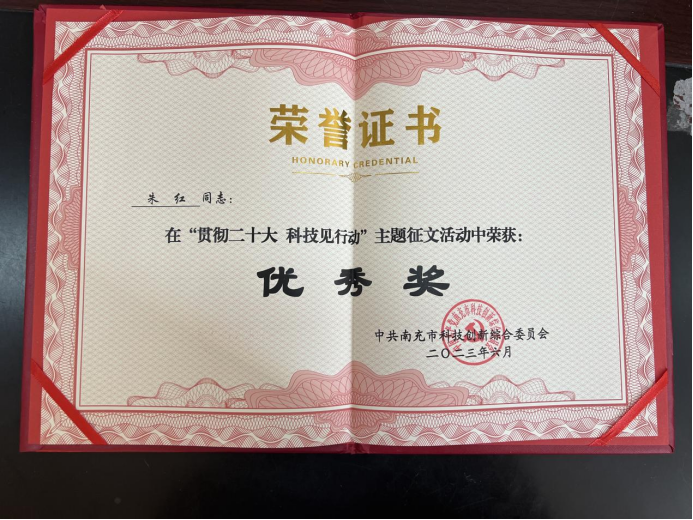 荣誉证书
HONORARY CREDENTIAL
朱 红 同志：
在“贯彻二十大 科技见行动”主题征文活动中荣获：
优秀奖
中共南充市科技创新综合委员会
二〇二三年六月